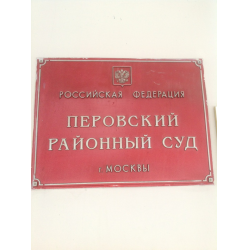 РОССИЙСКАЯ ФЕДЕРАЦИЯ
ПЕРОВСКИЙ
РАЙОННЫЙ СУД
г. МОСКВЫ